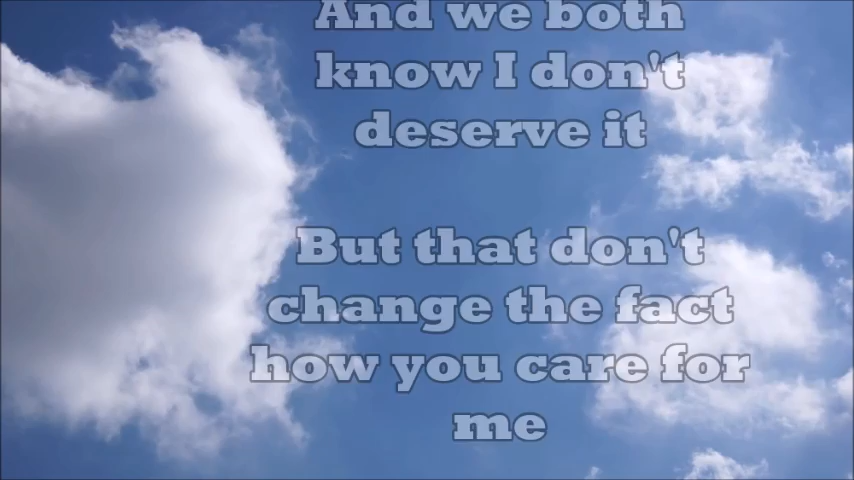 And we both
know I don't
deserve it
But that don't
change the fact
how you care for
me